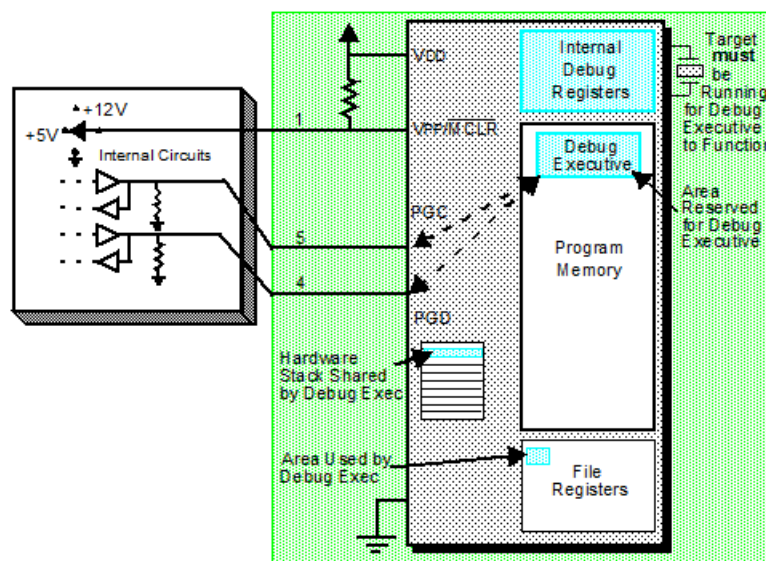 +12V
+5V
Internal Circuits
1
5
4
VDD
VPP/MCLR
PGC
PGD
Internal
Debug
Registers
Target
must
be
Running
for Debug
Executive
to Function
Debug
Executive
Area
Reserved
for Debug
Executive
Program
Memory
Hardware
Stack Shared
by Debug Exec
Area Used by
Debug Exec
File
Registers